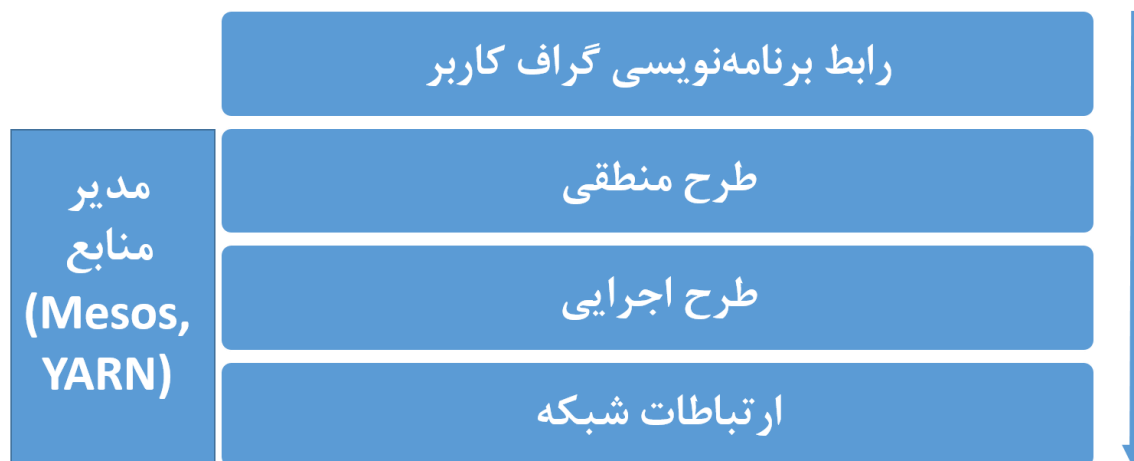 رابط برنامه‌نویسی گراف کاربر
طرح منطقی
طرح اجرایی
ارتباطات شبکه
مدیر
منابع
(Mesos,
YARN)